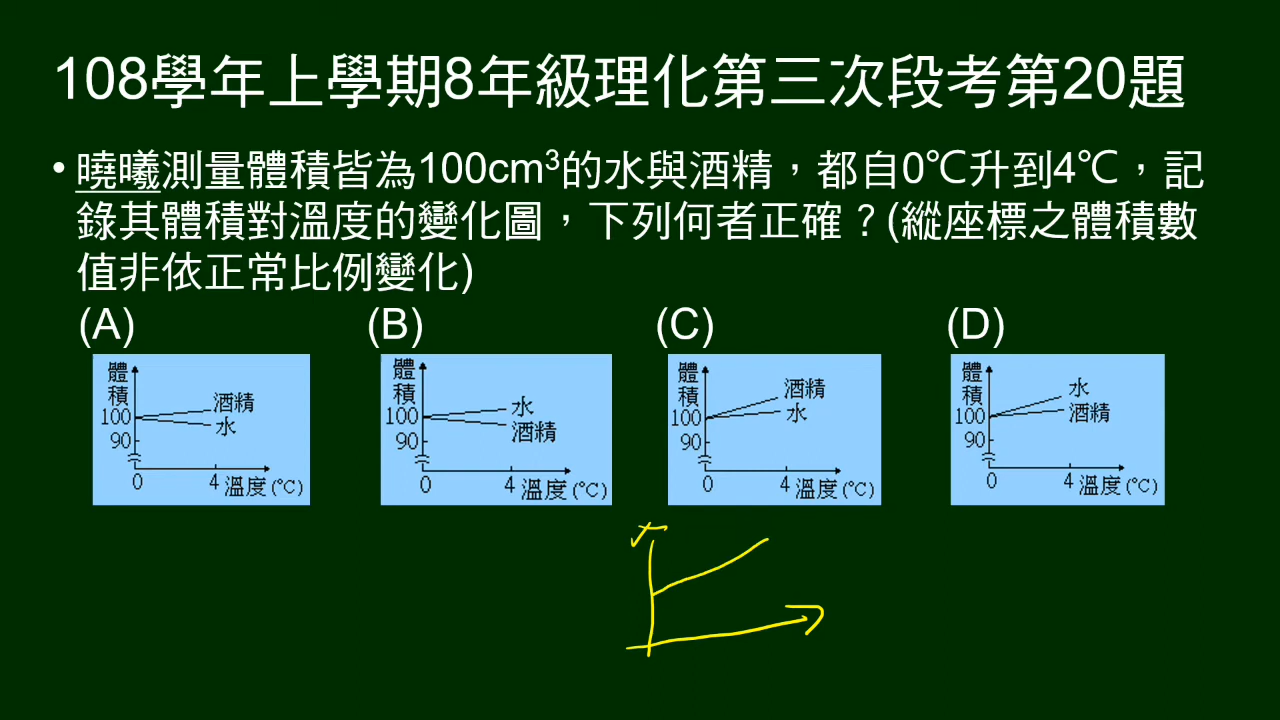 108學年上學期8年級理化第三次段考第20題
•曉曦測量體積皆為100cm³的水與酒精，都自0℃升到4℃，記
錄其體積對溫度的變化圖，下列何者正確？(縱座標之體積數
值非依正常比例變化)
(A) (B) (C) (D)
體積
100
90
酒精
水
0 4 溫度(℃)
體積
100
90
水
酒精
0 4 溫度(℃)
體積
100
90
酒精
水
0 4 溫度(℃)
體積
100
90
水
酒精
0 4 溫度(℃)